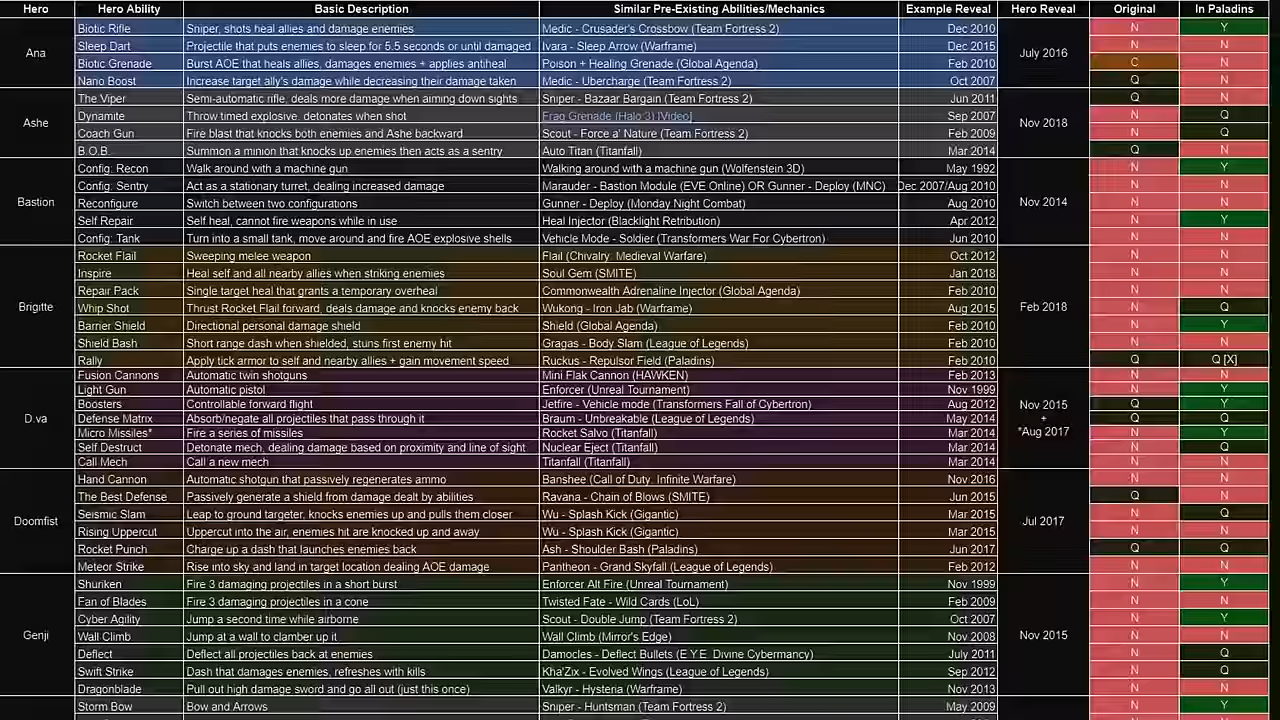 Hero Hero Ability Basic Description Similar Pre-Existing Abilities/Mechanics Example Reveal Hero Reveal Original In Paladins
Ana July 2016
Biotic Rifle Sniper, shots heal allies and damage enemies Medic - Crusader's Crossbow (Team Fortress 2) Dec 2010 N Y
Sleep Dart Projectile that puts enemies to sleep for 5.5 seconds or until damaged Ivara - Sleep Arrow (Warframe) Dec 2015 N N
Biotic Grenade Burst AOE that heals allies, damages enemies + applies antiheal Poison + Healing Grenade (Global Agenda) Feb 2010 C N
Nano Boost Increase target ally's damage while decreasing their damage taken Medic - Ubercharge (Team Fortress 2) Oct 2007 Q N
Ashe Nov 2018
The Viper Semi-automatic rifle, deals more damage when aiming down sights Sniper - Bazaar Bargain (Team Fortress 2) Jun 2011 Q N
Dynamite Throw timed explosive, detonates when shot Frag Grenade (Halo 3) [Video] Sep 2007 N Q
Coach Gun Fire blast that knocks both enemies and Ashe backward Scout - Force a' Nature (Team Fortress 2) Feb 2009 N Q
B.O.B. Summon a minion that knocks up enemies then acts as a sentry Auto Titan (Titanfall) Mar 2014 Q N
Bastion Nov 2014
Config: Recon Walk around with a machine gun Walking around with a machine gun (Wolfenstein 3D) May 1992 N Y
Config: Sentry Act as a stationary turret, dealing increased damage Marauder - Bastion Module (EVE Online) OR Gunner - Deploy (MNC) Dec 2007/Aug 2010 N N
Reconfigure Switch between two configurations Gunner - Deploy (Monday Night Combat) Aug 2010 N N
Self Repair Self heal, cannot fire weapons while in use Heal Injector (Blacklight Retribution) Apr 2012 N Y
Config: Tank Turn into a small tank, move around and fire AOE explosive shells Vehicle Mode - Soldier (Transformers War For Cybertron) Jun 2010 N N
Brigitte Feb 2018
Rocket Flail Sweeping melee weapon Flail (Chivalry: Medieval Warfare) Oct 2012 N N
Inspire Heal self and all nearby allies when striking enemies Soul Gem (SMITE) Jan 2018 N N
Repair Pack Single target heal that grants a temporary overheal Commonwealth Adrenaline Injector (Global Agenda) Feb 2010 N N
Whip Shot Thrust Rocket Flail forward, deals damage and knocks enemy back Wukong - Iron Jab (Warframe) Aug 2015 N Q
Barrier Shield Directional personal damage shield Shield (Global Agenda) Feb 2010 N Y
Shield Bash Short range dash when shielded, stuns first enemy hit Gragas - Body Slam (League of Legends) Feb 2010 N N
Rally Apply tick armor to self and nearby allies + gain movement speed Ruckus - Repulsor Field (Paladins) Feb 2010 Q Q [X]
D.va Nov 2015 + *Aug 2017
Fusion Cannons Automatic twin shotguns Mini Flak Cannon (HAWKEN) Feb 2013 N N
Light Gun Automatic pistol Enforcer (Unreal Tournament) Nov 1999 N Y
Boosters Controllable forward flight Jetfire - Vehicle mode (Transformers Fall of Cybertron) Aug 2012 Q Y
Defense Matrix Absorb/negate all projectiles that pass through it Braum - Unbreakable (League of Legends) May 2014 Q Q
Micro Missiles* Fire a series of missiles Rocket Salvo (Titanfall) Mar 2014 N Y
Self Destruct Detonate mech, dealing damage based on proximity and line of sight Nuclear Eject (Titanfall) Mar 2014 N Q
Call Mech Call a new mech Titanfall (Titanfall) Mar 2014 N N
Doomfist Jul 2017
Hand Cannon Automatic shotgun that passively regenerates ammo Banshee (Call of Duty: Infinite Warfare) Nov 2016 N N
The Best Defense Passively generate a shield from damage dealt by abilities Ravana - Chain of Blows (SMITE) Jun 2015 Q N
Seismic Slam Leap to ground targeter, knocks enemies up and pulls them closer Wu - Splash Kick (Gigantic) Mar 2015 N Q
Rising Uppercut Uppercut into the air, enemies hit are knocked up and away Wu - Splash Kick (Gigantic) Mar 2015 N N
Rocket Punch Charge up a dash that launches enemies back Ash - Shoulder Bash (Paladins) Jun 2017 Q Q
Meteor Strike Rise into sky and land in target location dealing AOE damage Pantheon - Grand Skyfall (League of Legends) Feb 2012 N N
Genji Nov 2015
Shuriken Fire 3 damaging projectiles in a short burst Enforcer Alt Fire (Unreal Tournament) Nov 1999 N Y
Fan of Blades Fire 3 damaging projectiles in a cone Twisted Fate - Wild Cards (LoL) Feb 2009 N N
Cyber Agility Jump a second time while airborne Scout - Double Jump (Team Fortress 2) Oct 2007 N Y
Wall Climb Jump at a wall to clamber up it Wall Climb (Mirror's Edge) Nov 2008 N N
Deflect Deflect all projectiles back at enemies Damocles - Deflect Bullets (E.Y.E. Divine Cybermancy) July 2011 N Q
Swift Strike Dash that damages enemies, refreshes with kills Kha'Zix - Evolved Wings (League of Legends) Sep 2012 N Q
Dragonblade Pull out high damage sword and go all out (just this once) Valkyr - Hysteria (Warframe) Nov 2013 N N
Storm Bow Bow and Arrows Sniper - Huntsman (Team Fortress 2) May 2009 N Y